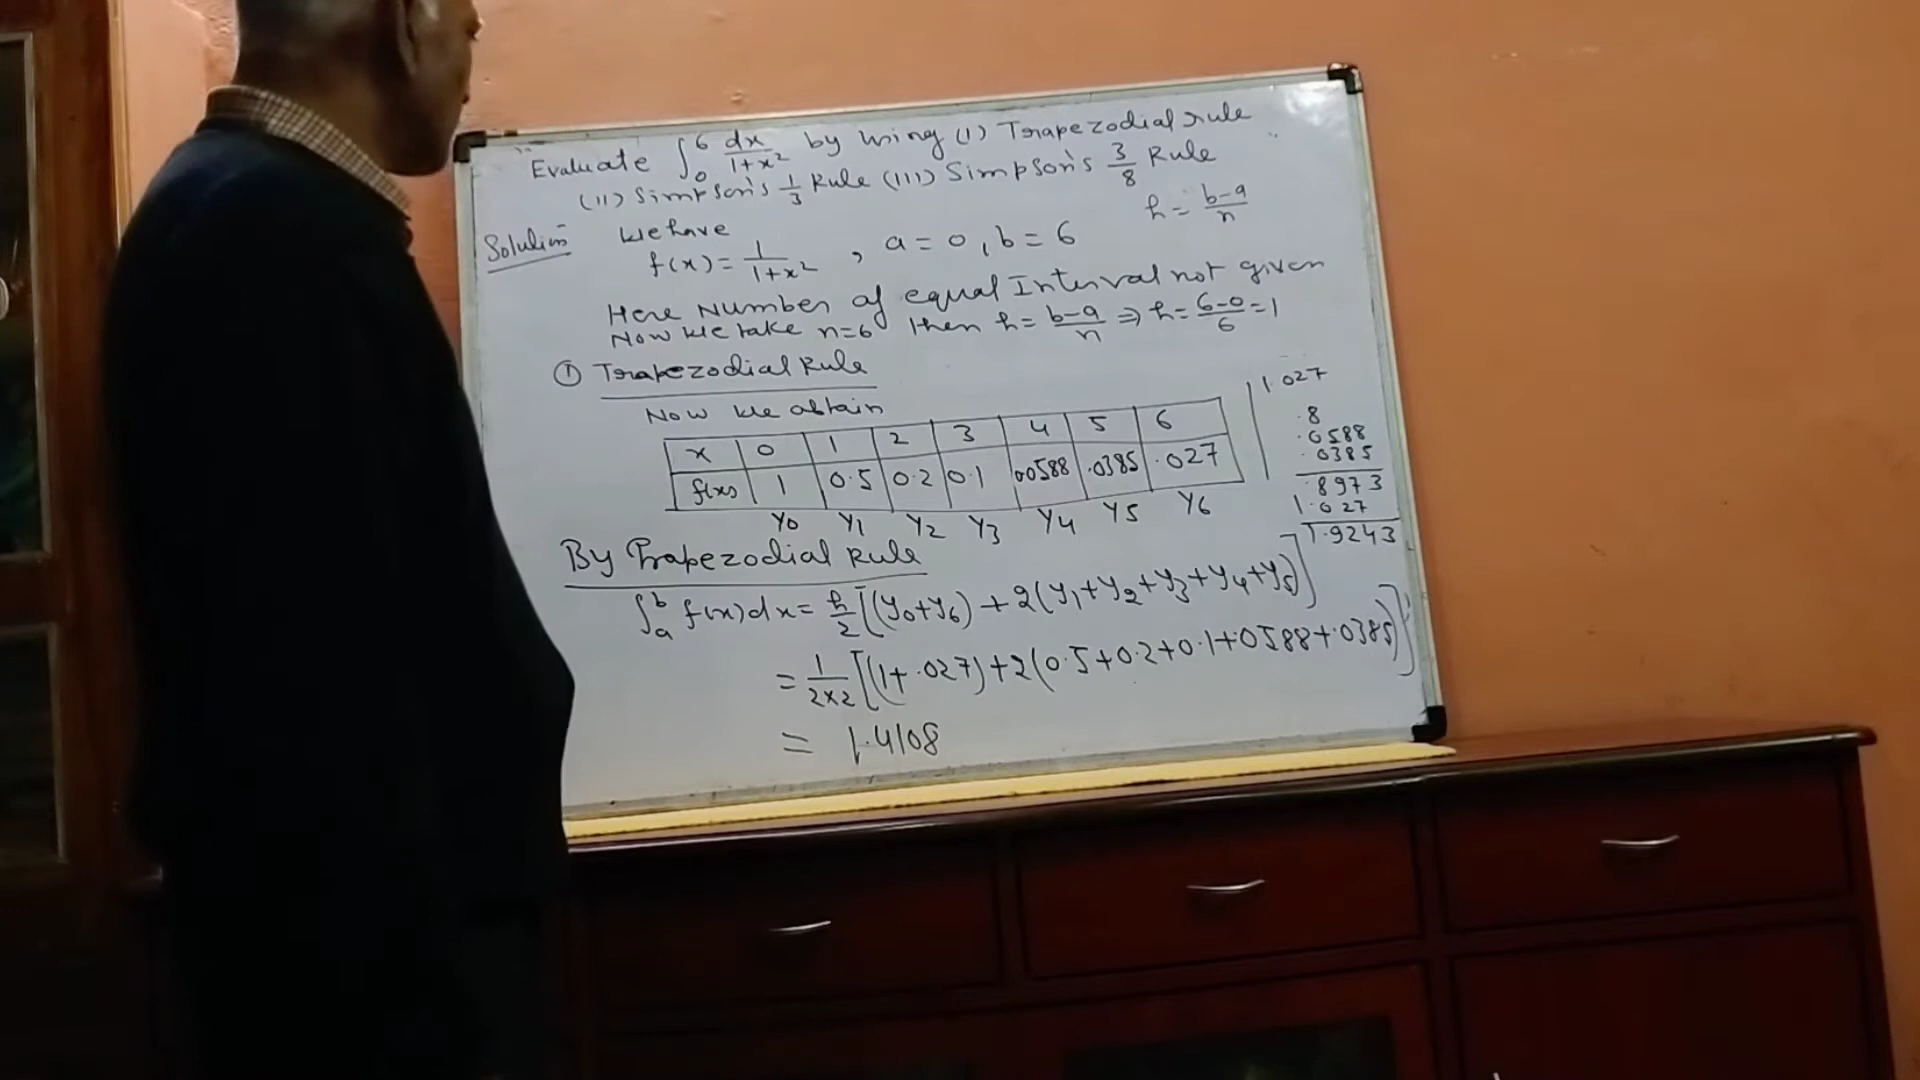 Evaluate ∫₀⁶ dx/1+x² by using (I) Trapezodial rule
(II) Simpson's 1/3 Rule (III) Simpson's 3/8 Rule
h = b-a/n
Solution We have
f(x) = 1/1+x² , a = 0, b = 6
Here Number of equal Interval not given
Now we take n=6 then h = b-a/n ⇒ h = 6-0/6 = 1
① Trapezodial Rule
Now we obtain
x 0 1 2 3 4 5 6
f(x) 1 0.5 0.2 0.1 0.0588 .0385 .027
Y0 Y1 Y2 Y3 Y4 Y5 Y6
1.027
.8
.0588
.0385
.8973
1.027
1.9243
By Trapezodial Rule
∫ₐᵇ f(x)dx = h/2 [(y0+y6) + 2(y1+y2+y3+y4+y5)]
= 1/2×2 [(1+.027)+2(0.5+0.2+0.1+0588+.0385)]
= 1.4108